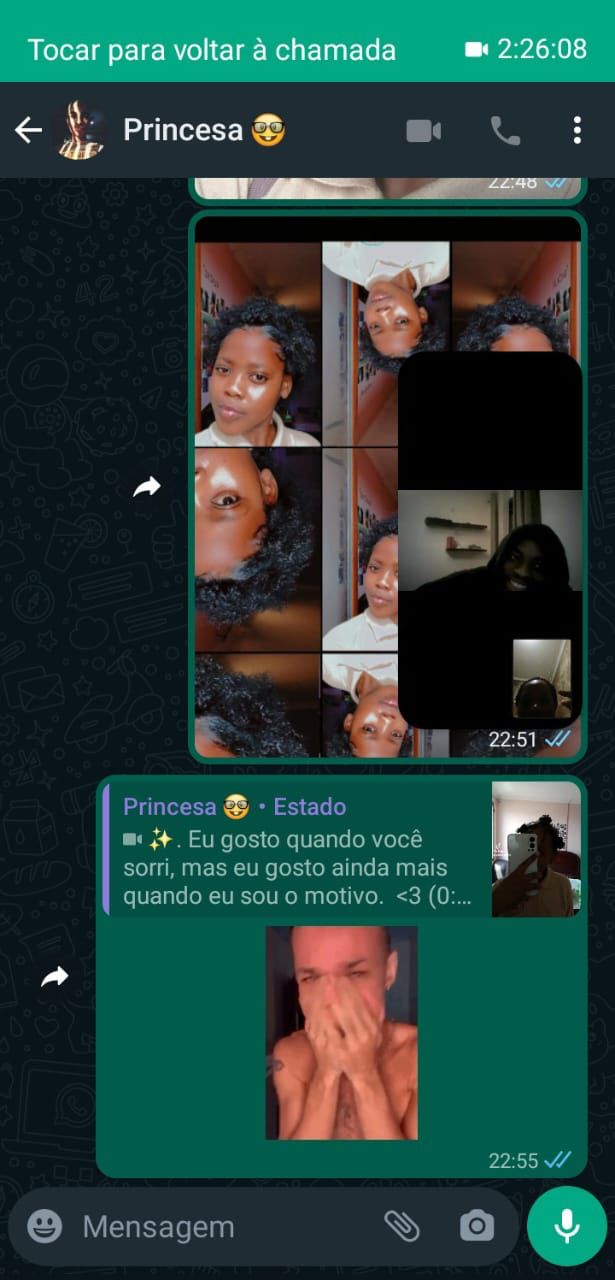 Tocar para voltar à chamada 2:26:08
Princesa 🤓
22:48
22:51
Princesa 🤓 • Estado
✨. Eu gosto quando você
sorri, mas eu gosto ainda mais
quando eu sou o motivo. <3 (0:...
22:55
Mensagem